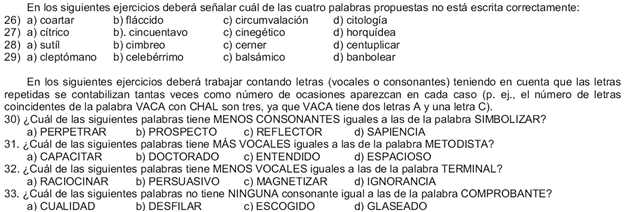 En los siguientes ejercicios deberá señalar cuál de las cuatro palabras propuestas no está escrita correctamente:
26) a) coartar b) fláccido c) circumvalación d) citología
27) a) cítrico b). cincuentavo c) cinegético d) horquídea
28) a) sutíl b) cimbreo c) cerner d) centuplicar
29) a) cleptómano b) celebérrimo c) balsámico d) banbolear
En los siguientes ejercicios deberá trabajar contando letras (vocales o consonantes) teniendo en cuenta que las letras
repetidas se contabilizan tantas veces como número de ocasiones aparezcan en cada caso (p. ej., el número de letras
coincidentes de la palabra VACA con CHAL son tres, ya que VACA tiene dos letras A y una letra C).
30) ¿Cuál de las siguientes palabras tiene MENOS CONSONANTES iguales a las de la palabra SIMBOLIZAR?
a) PERPETRAR b) PROSPECTO c) REFLECTOR d) SAPIENCIA
31. ¿Cuál de las siguientes palabras tiene MÁS VOCALES iguales a las de la palabra METODISTA?
a) CAPACITAR b) DOCTORADO c) ENTENDIDO d) ESPACIOSO
32. ¿Cuál de las siguientes palabras tiene MENOS VOCALES iguales a las de la palabra TERMINAL?
a) RACIOCINAR b) PERSUASIVO c) MAGNETIZAR d) IGNORANCIA
33. ¿Cuál de las siguientes palabras no tiene NINGUNA consonante igual a las de la palabra COMPROBANTE?
a) CUALIDAD b) DESFILAR c) ESCOGIDO d) GLASEADO